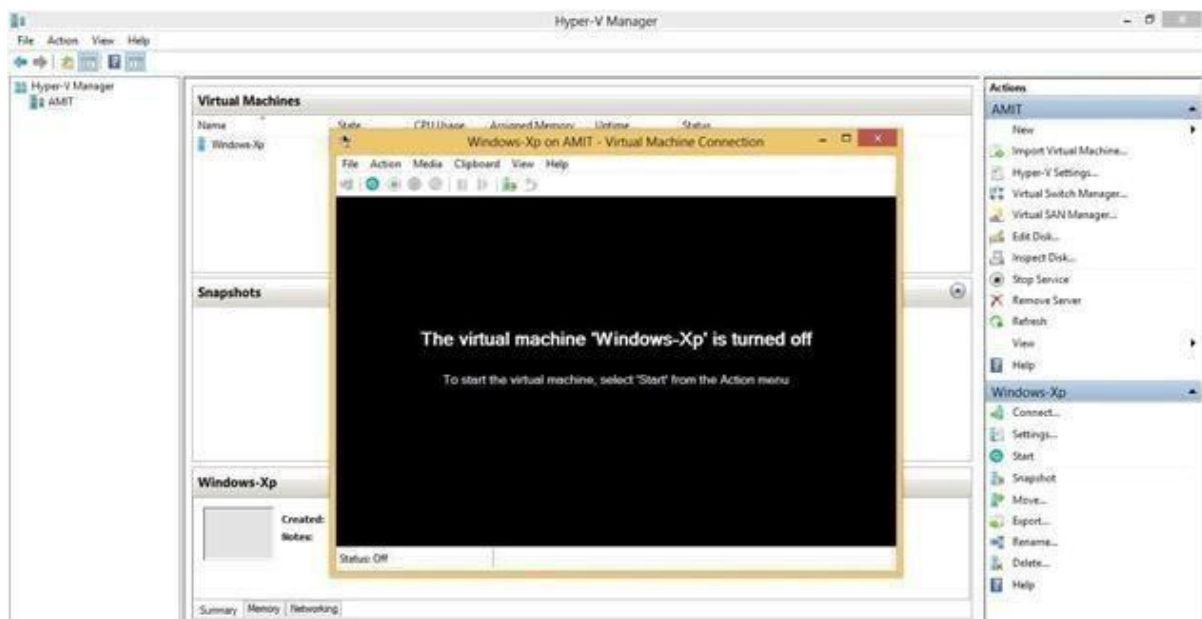 Hyper-V Manager
File Action View Help
Hyper-V Manager
AMIT
Virtual Machines
Name State CPU Usage Assigned Memory Uptime Status
Windows-Xp
Windows-Xp on AMIT - Virtual Machine Connection
File Action Media Clipboard View Help
The virtual machine 'Windows-Xp' is turned off
To start the virtual machine, select 'Start' from the Action menu
Status: Off
Snapshots
Windows-Xp
Created:
Notes:
Summary Memory Networking
Actions
AMIT
New
Import Virtual Machine...
Hyper-V Settings...
Virtual Switch Manager...
Virtual SAN Manager...
Edit Disk...
Inspect Disk...
Stop Service
Remove Server
Refresh
View
Help
Windows-Xp
Connect...
Settings...
Start
Snapshot
Move...
Export...
Rename...
Delete...
Help